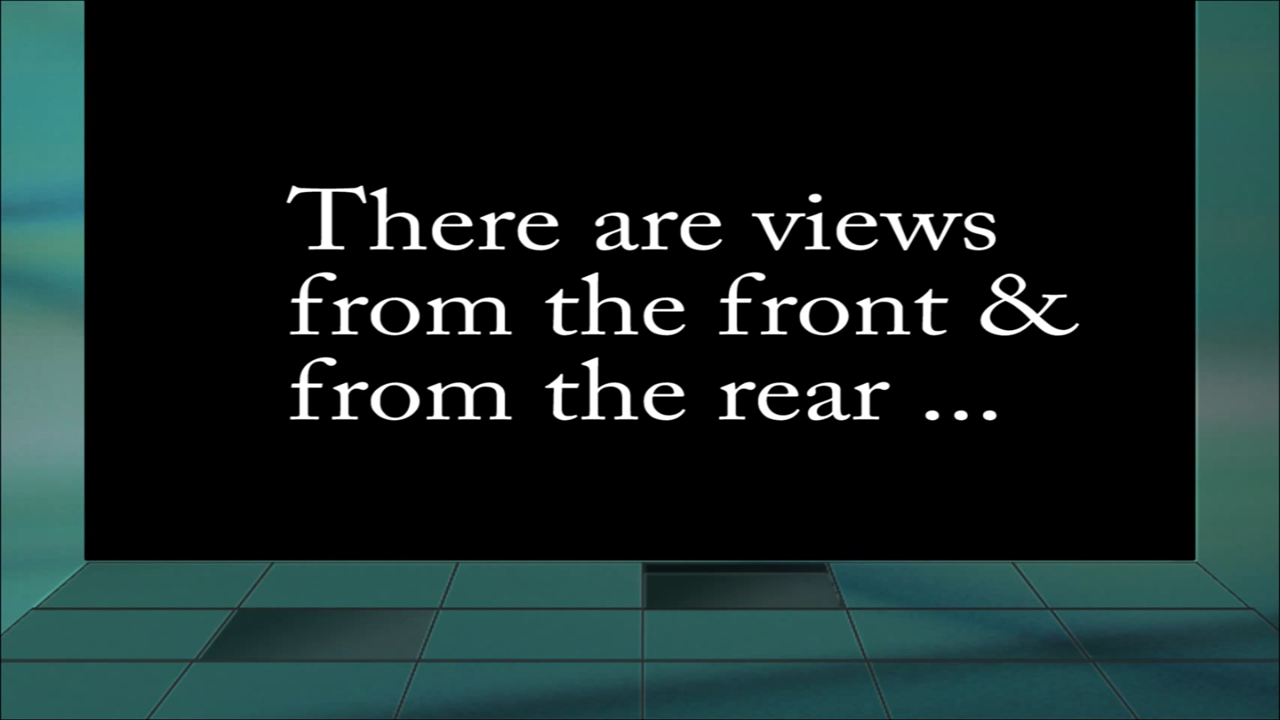 There are views
from the front &
from the rear ...